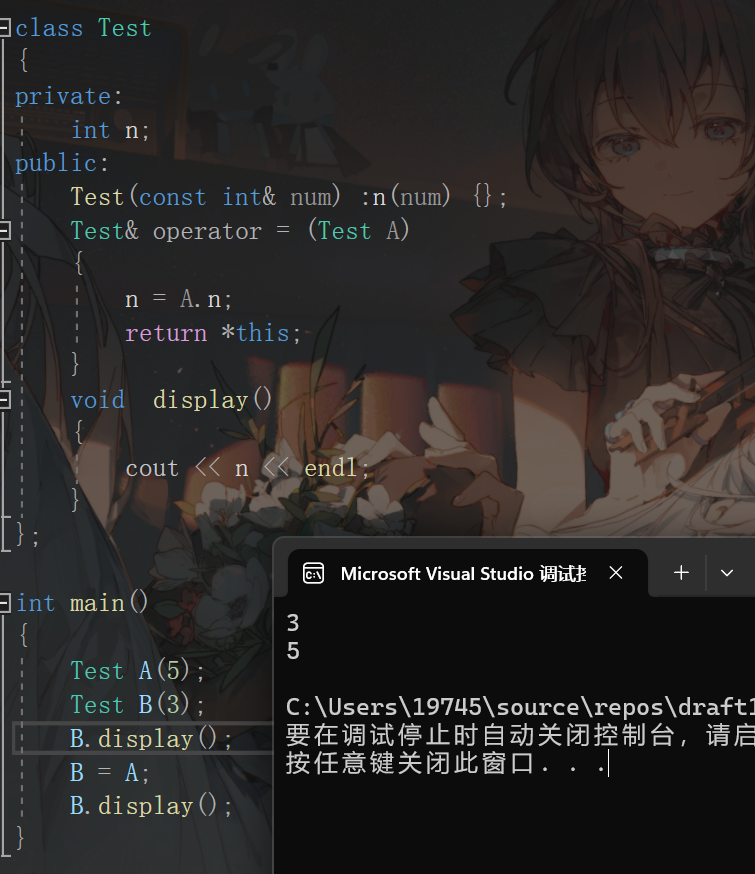 class Test
{
private:
int n;
public:
Test(const int& num) :n(num) {};
Test& operator = (Test A)
{
n = A.n;
return *this;
}
void  display()
{
cout << n << endl;
}
};
int main()
{
Test A(5);
Test B(3);
B.display();
B = A;
B.display();
}
Microsoft Visual Studio 调试
3
5
C:\Users\19745\source\repos\draft1
要在调试停止时自动关闭控制台，请启
按任意键关闭此窗口. . .